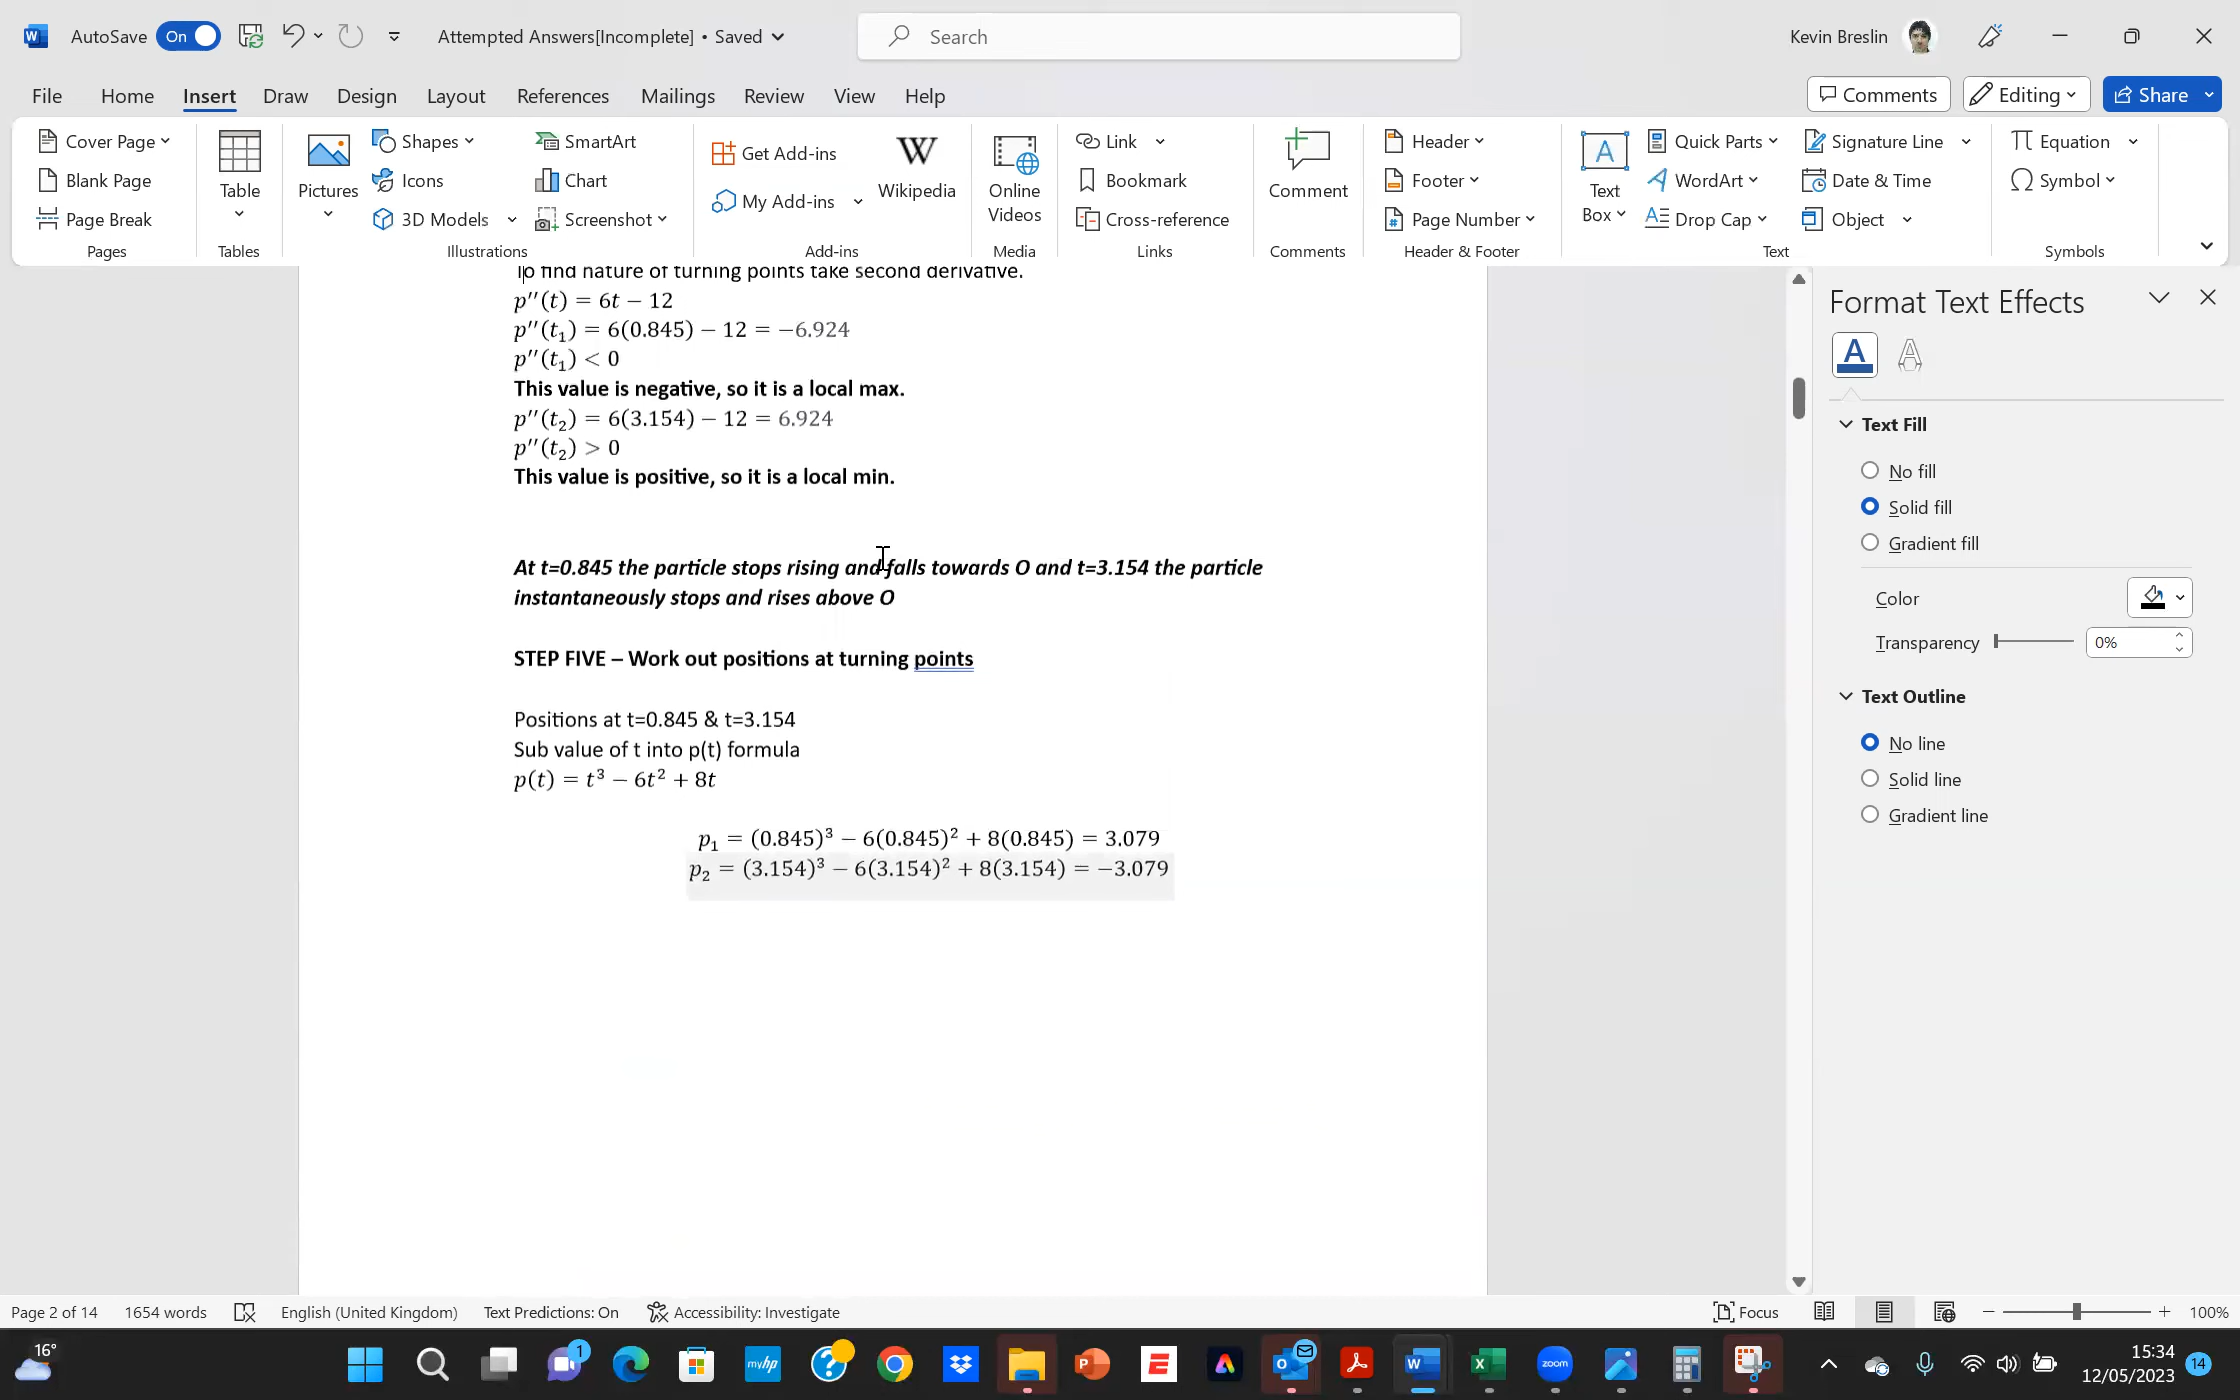 AutoSave On Attempted Answers[Incomplete] • Saved Search Kevin Breslin
File Home Insert Draw Design Layout References Mailings Review View Help Comments Editing Share
Cover Page
Blank Page
Page Break
Pages
Table
Tables
Pictures
Shapes
Icons
3D Models
SmartArt
Chart
Screenshot
Illustrations
Get Add-ins
My Add-ins
W
Wikipedia
Add-ins
Online
Videos
Media
Link
Bookmark
Cross-reference
Links
Comment
Comments
Header
Footer
Page Number
Header & Footer
Text
Box
Quick Parts
WordArt
Drop Cap
Signature Line
Date & Time
Object
Text
Equation
Symbol
Symbols
To find nature of turning points take second derivative.
p′′(t) = 6t − 12
p′′(t₁) = 6(0.845) − 12 = −6.924
p′′(t₁) < 0
This value is negative, so it is a local max.
p′′(t₂) = 6(3.154) − 12 = 6.924
p′′(t₂) > 0
This value is positive, so it is a local min.
At t=0.845 the particle stops rising and falls towards O and t=3.154 the particle
instantaneously stops and rises above O
STEP FIVE – Work out positions at turning points
Positions at t=0.845 & t=3.154
Sub value of t into p(t) formula
p(t) = t³ − 6t² + 8t
p₁ = (0.845)³ − 6(0.845)² + 8(0.845) = 3.079
p₂ = (3.154)³ − 6(3.154)² + 8(3.154) = −3.079
Format Text Effects
Text Fill
No fill
Solid fill
Gradient fill
Color
Transparency 0%
Text Outline
No line
Solid line
Gradient line
Page 2 of 14 1654 words English (United Kingdom) Text Predictions: On Accessibility: Investigate Focus 100%
16°
1
myhp
15:34
12/05/2023
14
zoom